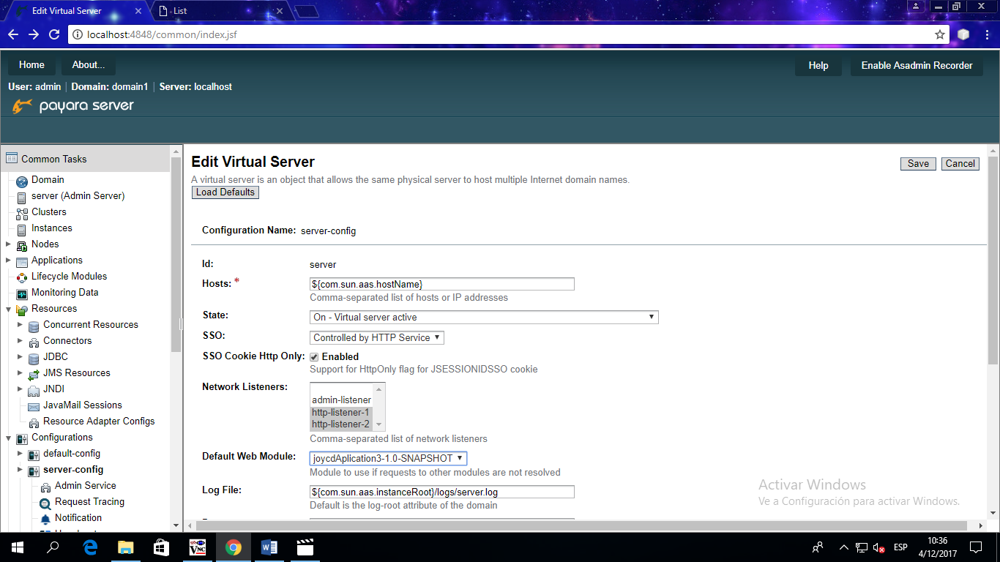 Edit Virtual Server
List
localhost:4848/common/index.jsf
Home
About...
Help
Enable Asadmin Recorder
User: admin | Domain: domain1 | Server: localhost
payara server
Common Tasks
Domain
server (Admin Server)
Clusters
Instances
Nodes
Applications
Lifecycle Modules
Monitoring Data
Resources
Concurrent Resources
Connectors
JDBC
JMS Resources
JNDI
JavaMail Sessions
Resource Adapter Configs
Configurations
default-config
server-config
Admin Service
Request Tracing
Notification
Edit Virtual Server
Save
Cancel
A virtual server is an object that allows the same physical server to host multiple Internet domain names.
Load Defaults
Configuration Name: server-config
Id: server
Hosts: * ${com.sun.aas.hostName}
Comma-separated list of hosts or IP addresses
State: On - Virtual server active
SSO: Controlled by HTTP Service
SSO Cookie Http Only: Enabled
Support for HttpOnly flag for JSESSIONIDSSO cookie
Network Listeners:
admin-listener
http-listener-1
http-listener-2
Comma-separated list of network listeners
Default Web Module: joycdAplication3-1.0-SNAPSHOT
Module to use if requests to other modules are not resolved
Log File: ${com.sun.aas.instanceRoot}/logs/server.log
Default is the log-root attribute of the domain
Activar Windows
Ve a Configuración para activar Windows.
VNC
ESP
10:36
4/12/2017